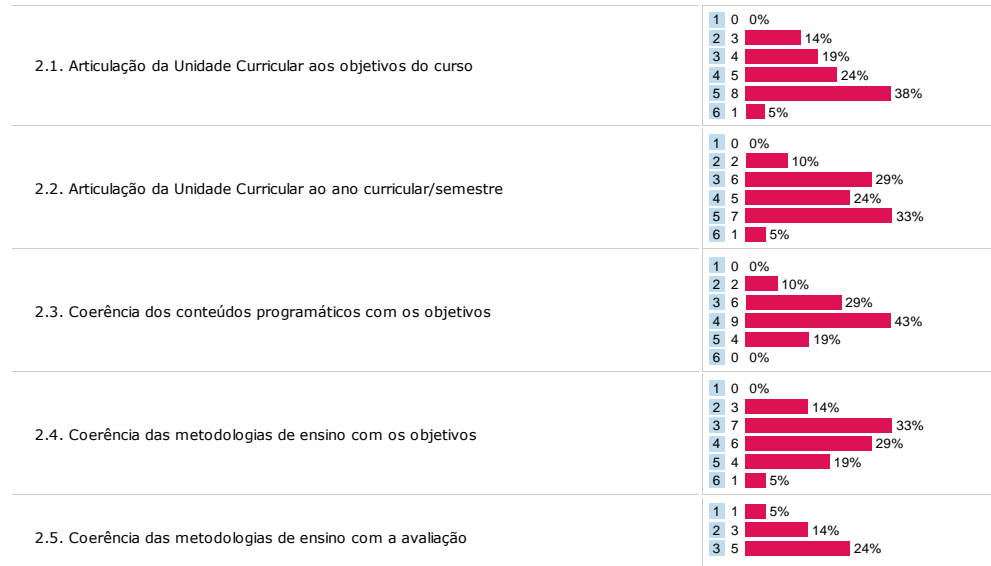 2.1. Articulação da Unidade Curricular aos objetivos do curso
1 0 0%
2 3 14%
3 4 19%
4 5 24%
5 8 38%
6 1 5%
2.2. Articulação da Unidade Curricular ao ano curricular/semestre
1 0 0%
2 2 10%
3 6 29%
4 5 24%
5 7 33%
6 1 5%
2.3. Coerência dos conteúdos programáticos com os objetivos
1 0 0%
2 2 10%
3 6 29%
4 9 43%
5 4 19%
6 0 0%
2.4. Coerência das metodologias de ensino com os objetivos
1 0 0%
2 3 14%
3 7 33%
4 6 29%
5 4 19%
6 1 5%
2.5. Coerência das metodologias de ensino com a avaliação
1 1 5%
2 3 14%
3 5 24%